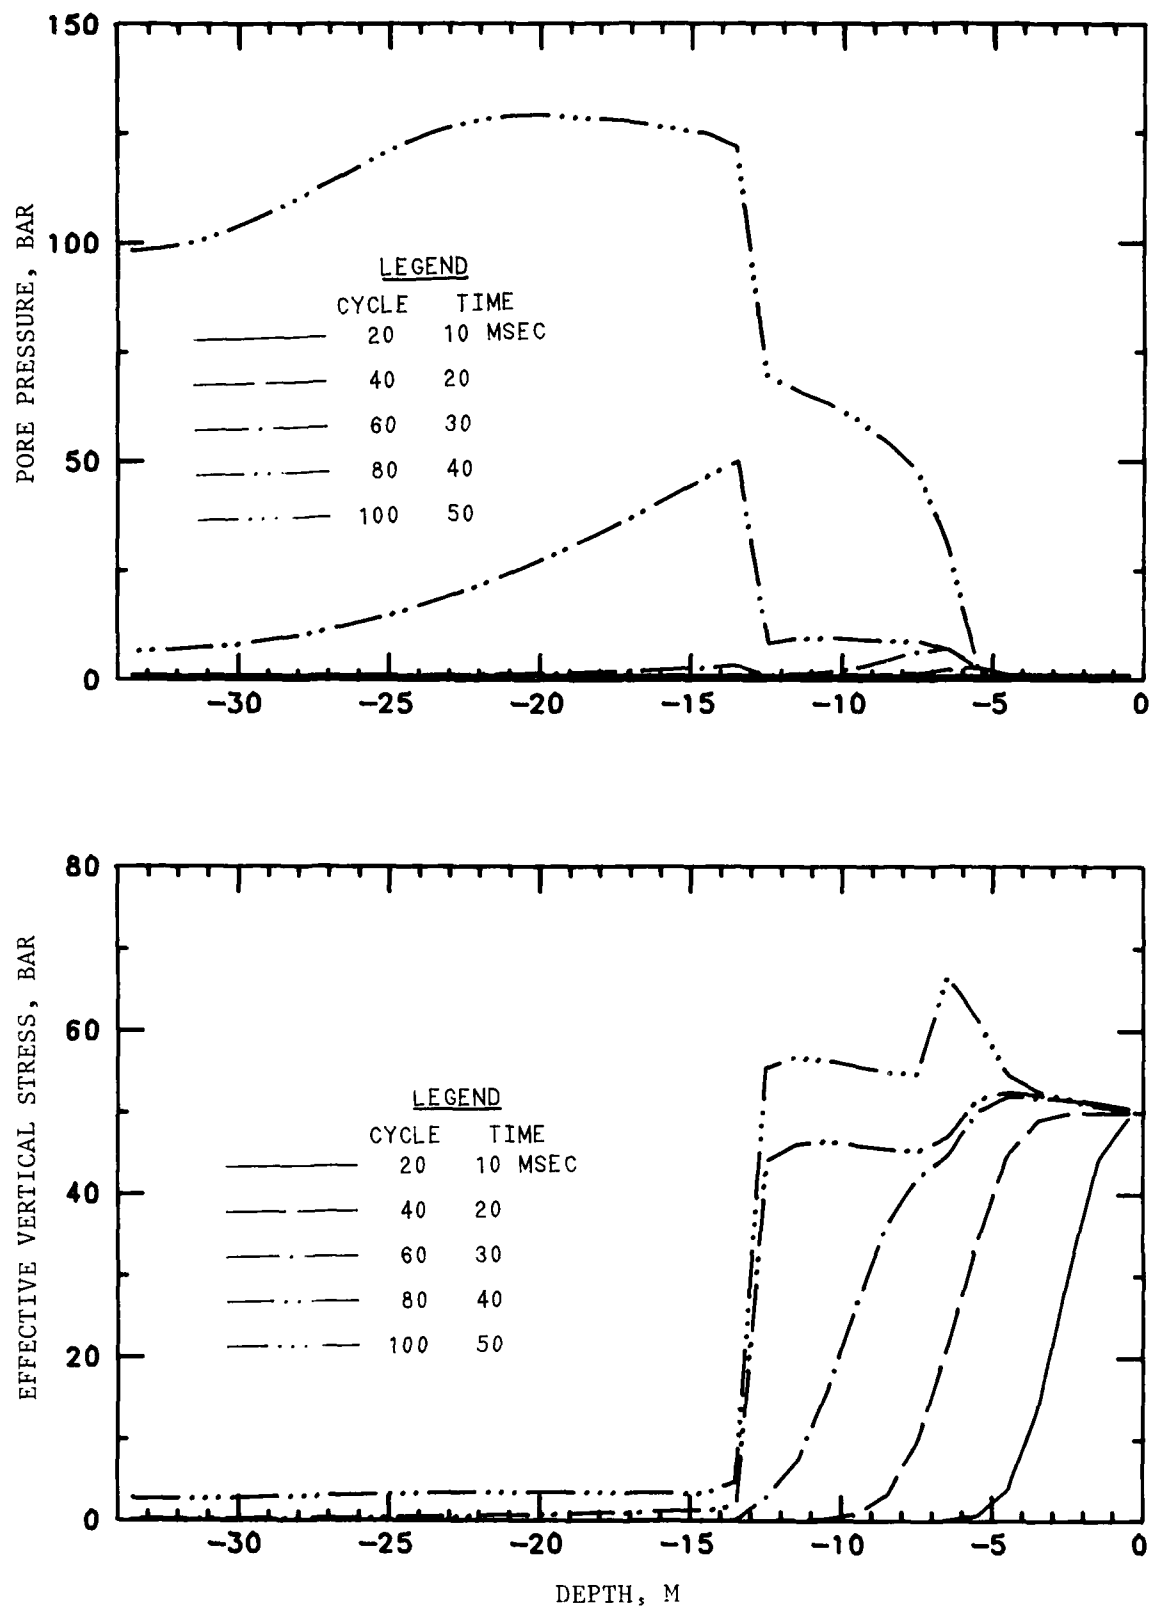 150
100
50
0
PORE PRESSURE, BAR
LEGEND
CYCLE TIME
20 10 MSEC
40 20
60 30
80 40
100 50
-30 -25 -20 -15 -10 -5 0
80
60
40
20
0
EFFECTIVE VERTICAL STRESS, BAR
LEGEND
CYCLE TIME
20 10 MSEC
40 20
60 30
80 40
100 50
-30 -25 -20 -15 -10 -5 0
DEPTH, M